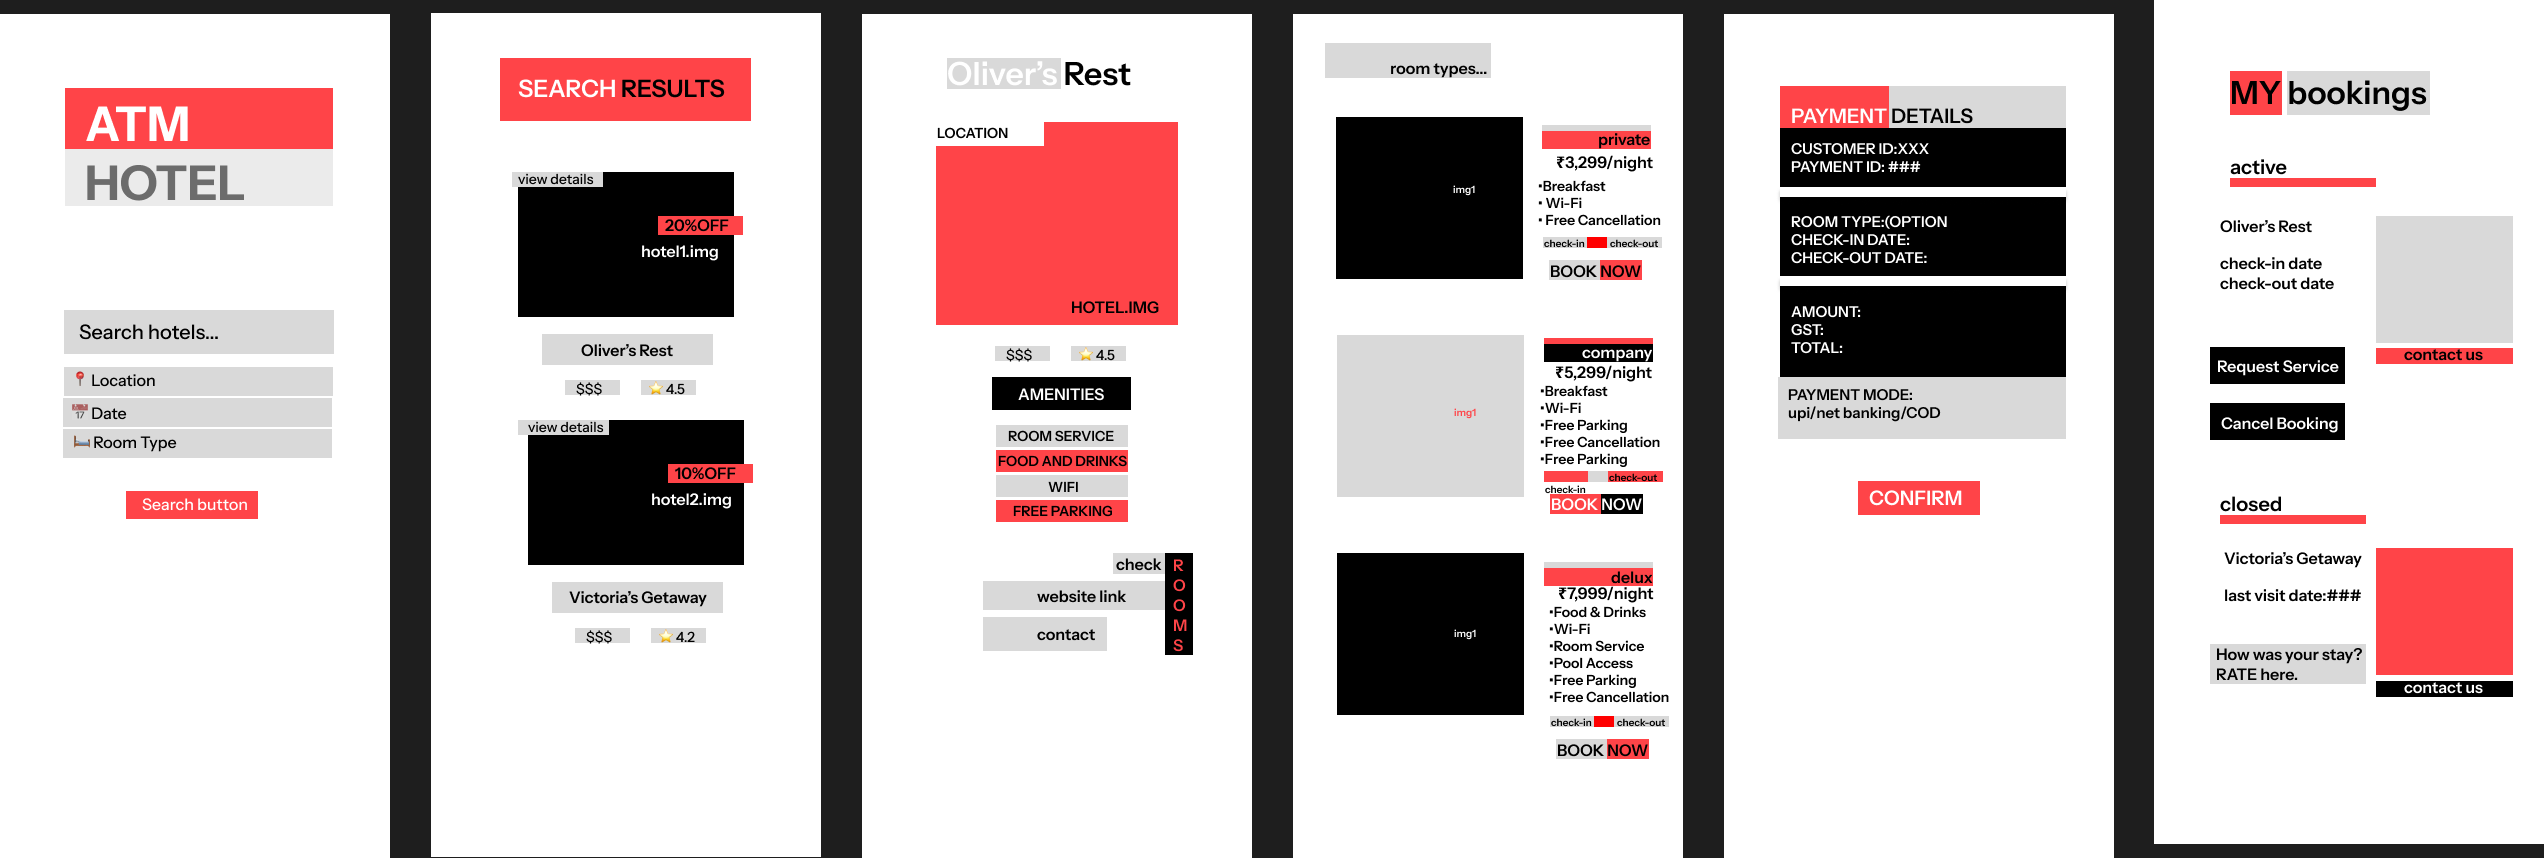 ATM
HOTEL
Search hotels...
📍 Location
📅 Date
🛏️ Room Type
Search button
SEARCH RESULTS
view details
20%OFF
hotel1.img
Oliver's Rest
$$$ ⭐ 4.5
view details
10%OFF
hotel2.img
Victoria's Getaway
$$$ ⭐ 4.2
Oliver's Rest
LOCATION
HOTEL.IMG
$$$ ⭐ 4.5
AMENITIES
ROOM SERVICE
FOOD AND DRINKS
WIFI
FREE PARKING
check
ROOMS
website link
contact
room types...
img1
private
₹3,299/night
•Breakfast
• Wi-Fi
• Free Cancellation
check-in check-out
BOOK NOW
img1
company
₹5,299/night
•Breakfast
•Wi-Fi
•Free Parking
•Free Cancellation
•Free Parking
check-out
check-in
BOOK NOW
img1
delux
₹7,999/night
•Food & Drinks
•Wi-Fi
•Room Service
•Pool Access
•Free Parking
•Free Cancellation
check-in check-out
BOOK NOW
PAYMENT DETAILS
CUSTOMER ID:XXX
PAYMENT ID: ###
ROOM TYPE:(OPTION
CHECK-IN DATE:
CHECK-OUT DATE:
AMOUNT:
GST:
TOTAL:
PAYMENT MODE:
upi/net banking/COD
CONFIRM
MY bookings
active
Oliver's Rest
check-in date
check-out date
contact us
Request Service
Cancel Booking
closed
Victoria's Getaway
last visit date:###
How was your stay?
RATE here.
contact us